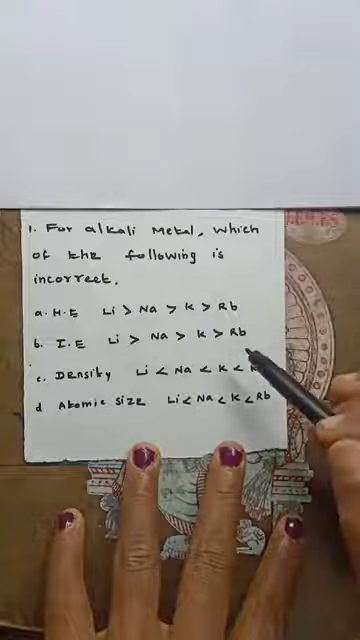 1. For alkali Metal, which
of the following is
incorrect.
a. H.E Li > Na > K > Rb
b. I.E Li > Na > K > Rb
c. Density Li < Na < K <
d Atomic size Li < Na < K < Rb